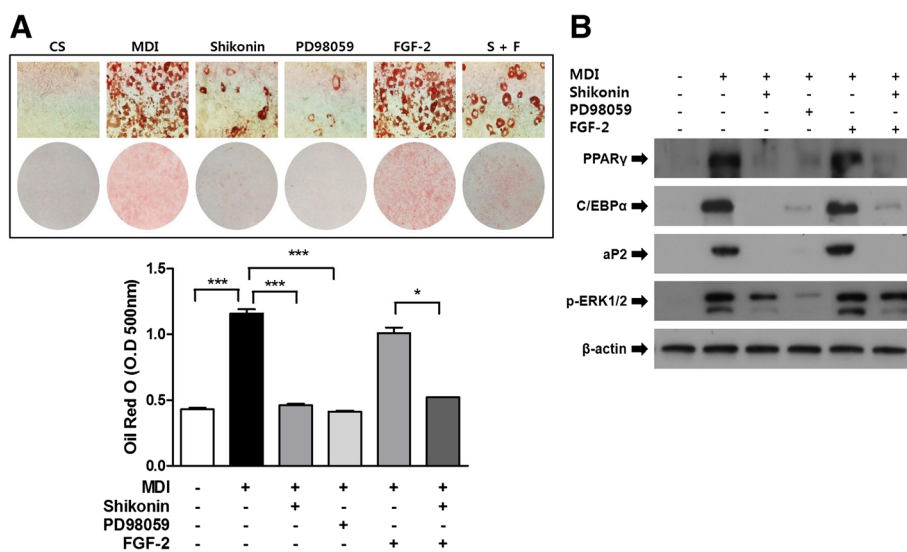 A
CS MDI Shikonin PD98059 FGF-2 S + F
1.5
1.0
0.5
0.0
Oil Red O (O.D 500nm)
*** *** *** *
MDI - + + + + +
Shikonin - - + - - +
PD98059 - - - + - -
FGF-2 - - - - + +
B
MDI - + + + + +
Shikonin - - + - - +
PD98059 - - - + - -
FGF-2 - - - - + +
PPARγ
C/EBPα
aP2
p-ERK1/2
β-actin